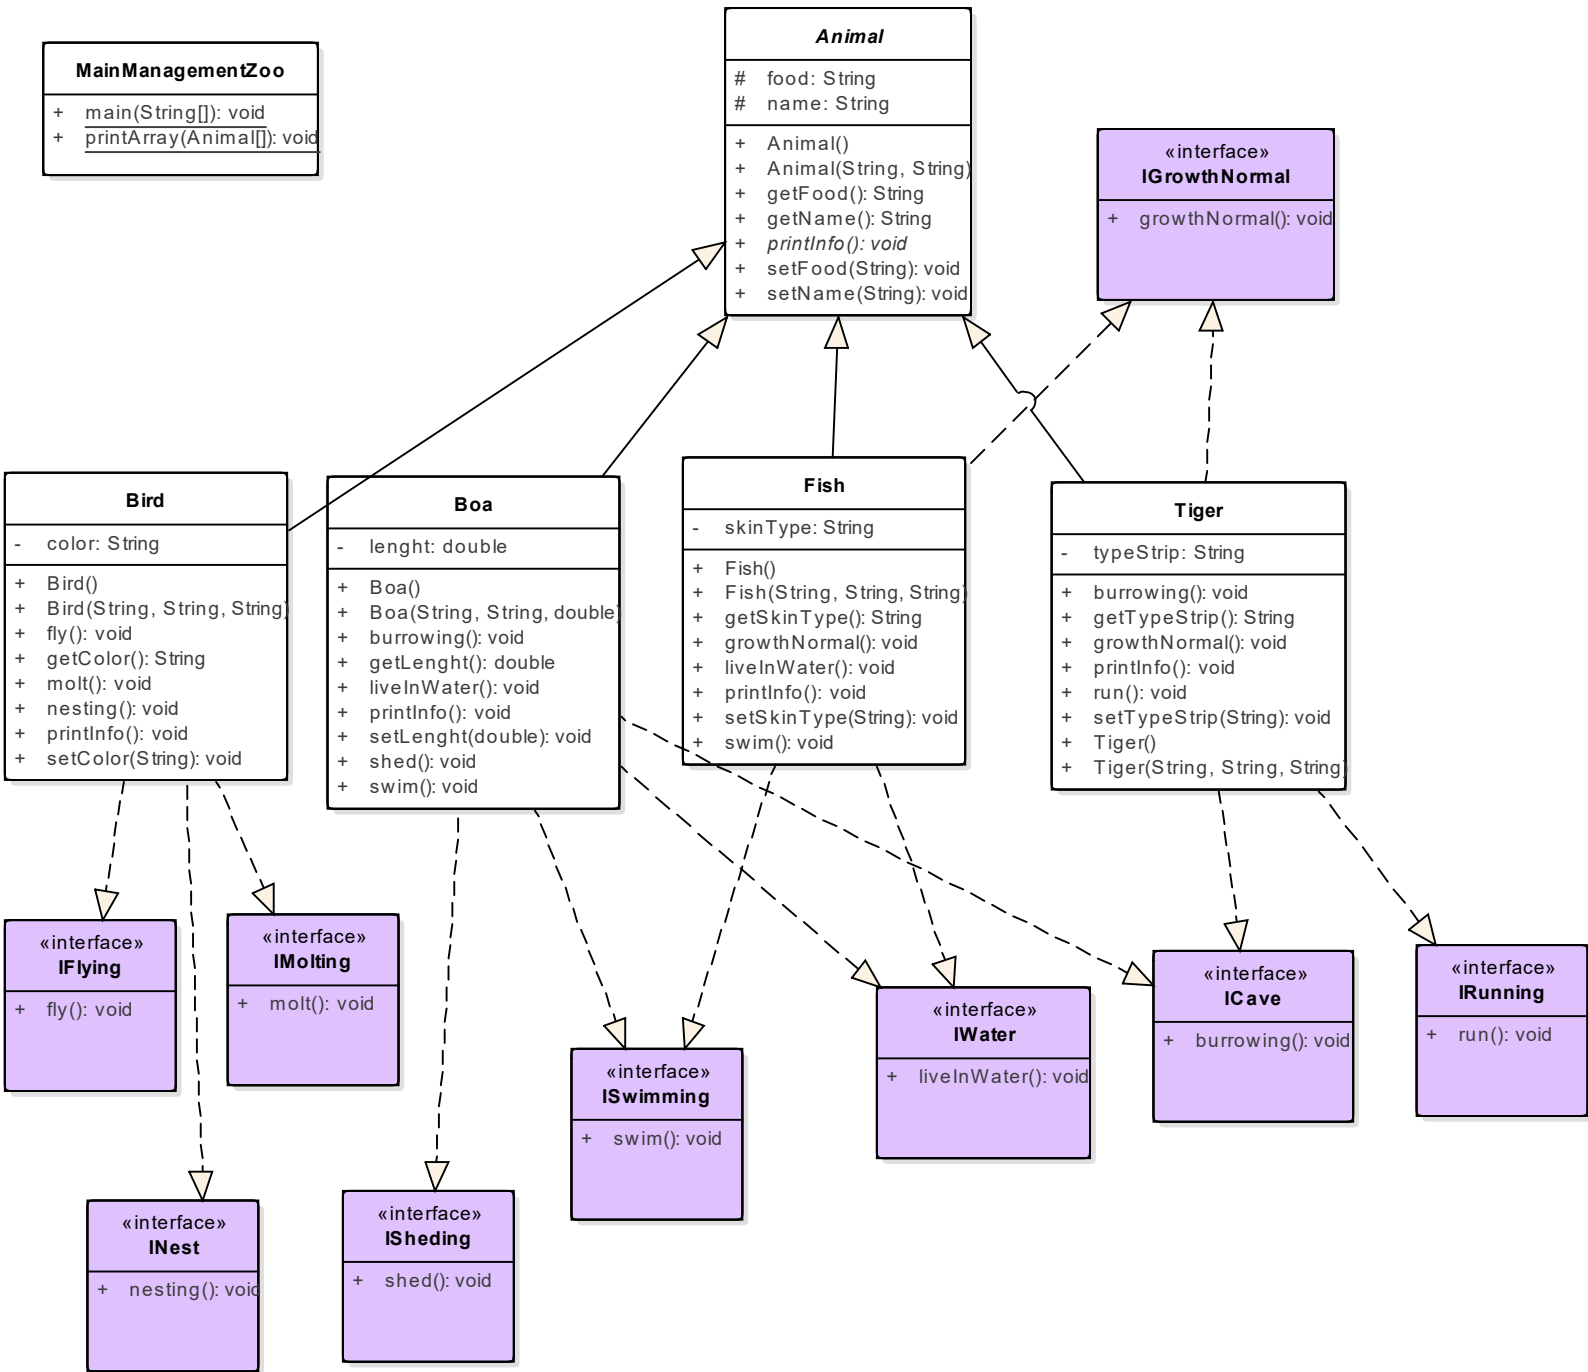 MainManagementZoo
+ main(String[]): void
+ printArray(Animal[]): void
Animal
# food: String
# name: String
+ Animal()
+ Animal(String, String)
+ getFood(): String
+ getName(): String
+ printInfo(): void
+ setFood(String): void
+ setName(String): void
«interface»
IGrowthNormal
+ growthNormal(): void
Bird
- color: String
+ Bird()
+ Bird(String, String, String)
+ fly(): void
+ getColor(): String
+ molt(): void
+ nesting(): void
+ printInfo(): void
+ setColor(String): void
Boa
- lenght: double
+ Boa()
+ Boa(String, String, double)
+ burrowing(): void
+ getLenght(): double
+ liveInWater(): void
+ printInfo(): void
+ setLenght(double): void
+ shed(): void
+ swim(): void
Fish
- skinType: String
+ Fish()
+ Fish(String, String, String)
+ getSkinType(): String
+ growthNormal(): void
+ liveInWater(): void
+ printInfo(): void
+ setSkinType(String): void
+ swim(): void
Tiger
- typeStrip: String
+ burrowing(): void
+ getTypeStrip(): String
+ growthNormal(): void
+ printInfo(): void
+ run(): void
+ setTypeStrip(String): void
+ Tiger()
+ Tiger(String, String, String)
«interface»
IFlying
+ fly(): void
«interface»
IMolting
+ molt(): void
«interface»
ISwimming
+ swim(): void
«interface»
IWater
+ liveInWater(): void
«interface»
ICave
+ burrowing(): void
«interface»
IRunning
+ run(): void
«interface»
INest
+ nesting(): void
«interface»
ISheding
+ shed(): void